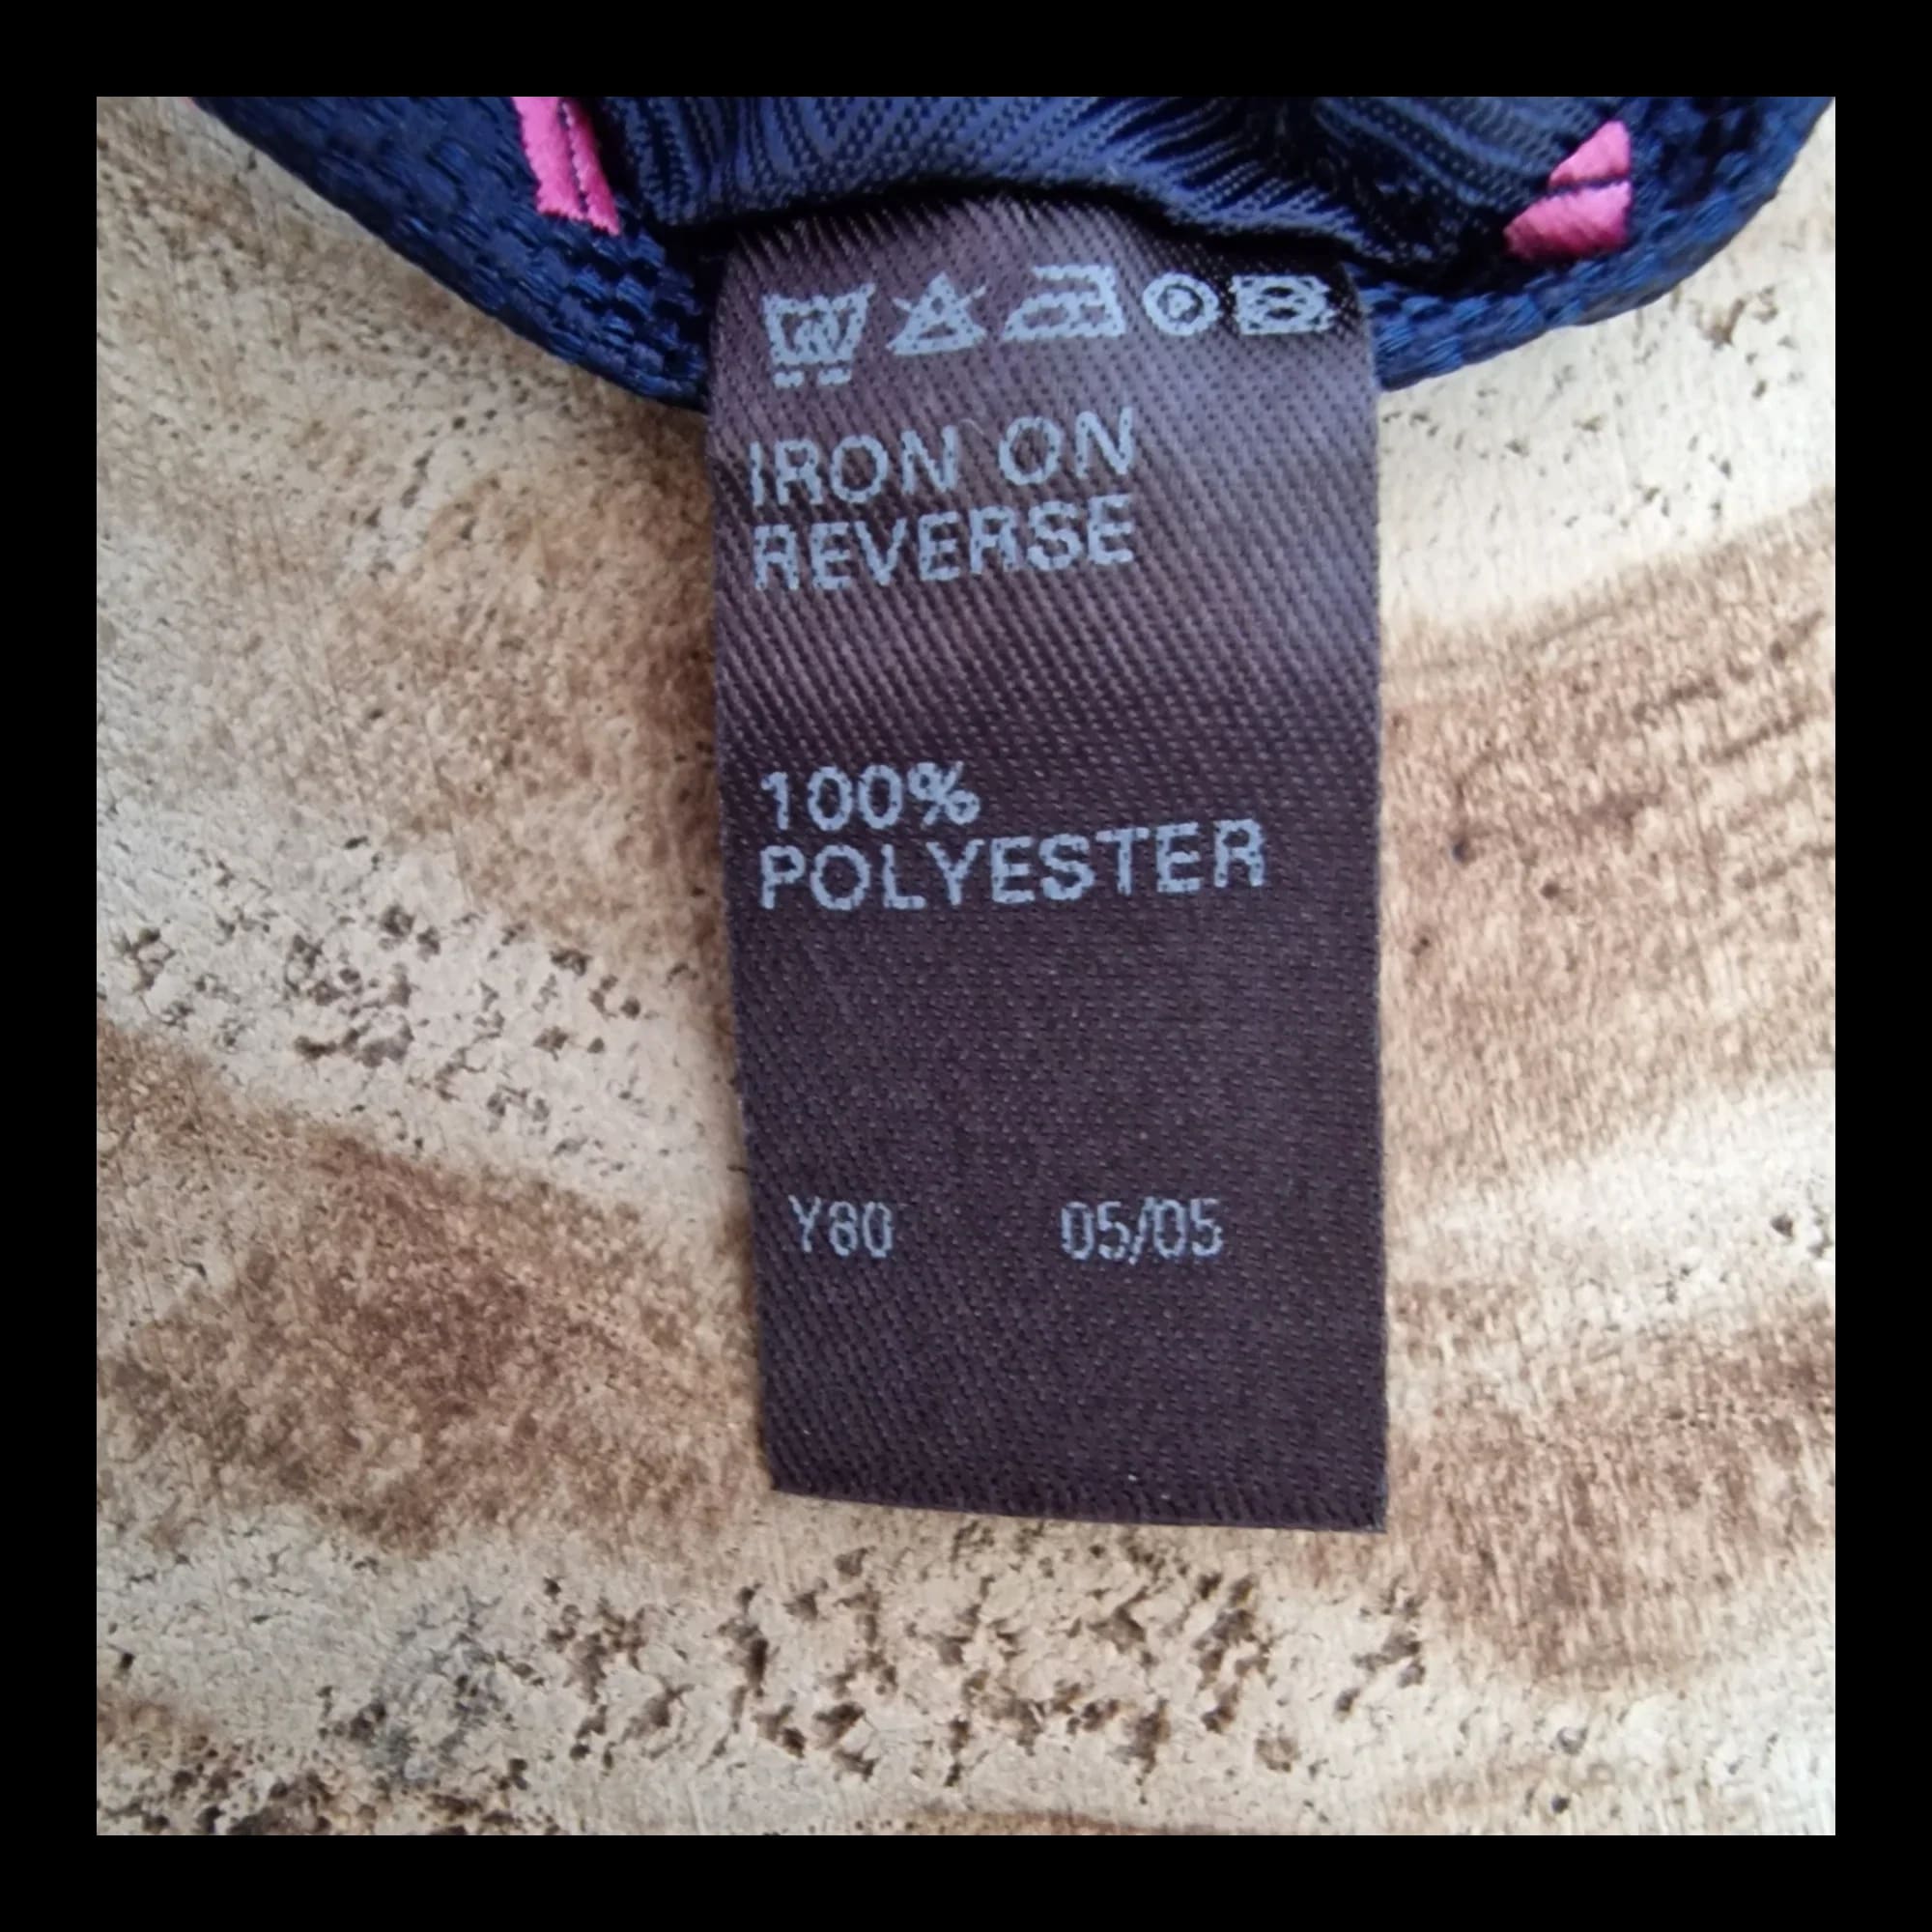 IRON ON
REVERSE
100%
POLYESTER
Y80 05/05